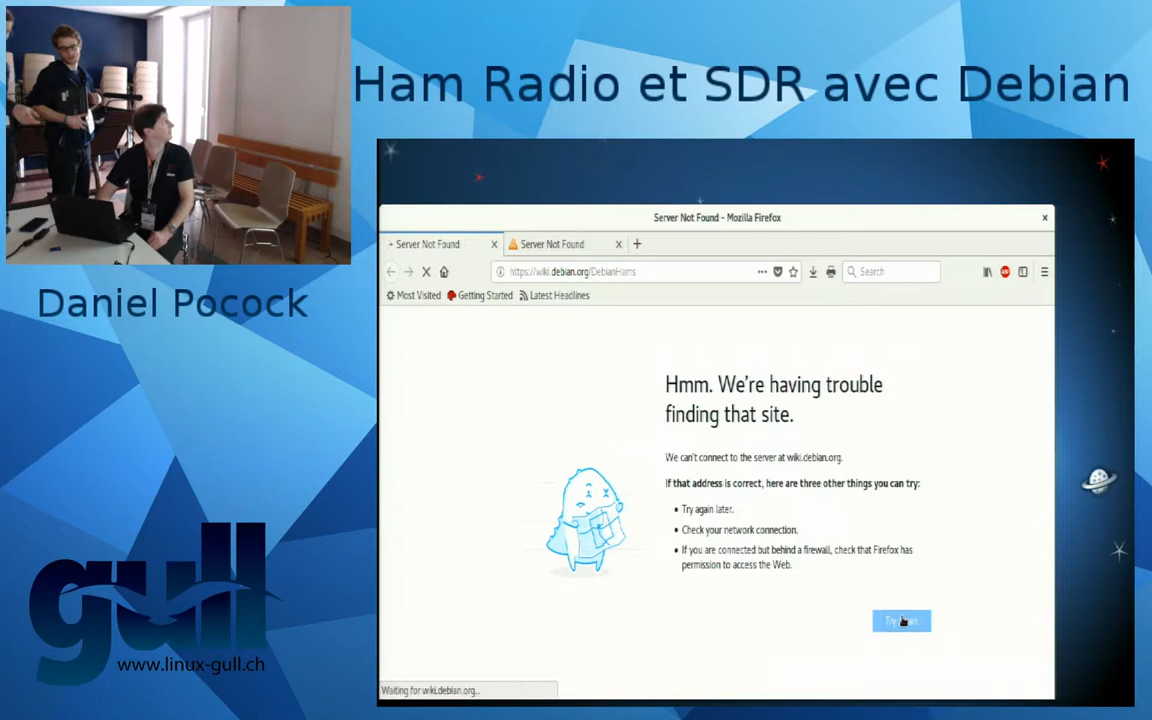 Ham Radio et SDR avec Debian
Daniel Pocock
gull
www.linux-gull.ch
Server Not Found - Mozilla Firefox
Server Not Found
Server Not Found
https://wiki.debian.org/DebianHams
Search
Most Visited
Getting Started
Latest Headlines
Hmm. We're having trouble
finding that site.
We can't connect to the server at wiki.debian.org.
If that address is correct, here are three other things you can try:
• Try again later.
• Check your network connection.
• If you are connected but behind a firewall, check that Firefox has
permission to access the Web.
Try
Waiting for wiki.debian.org...